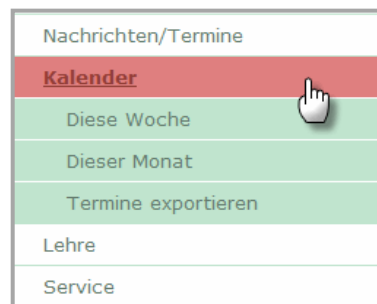 Nachrichten/Termine
Kalender
Diese Woche
Dieser Monat
Termine exportieren
Lehre
Service